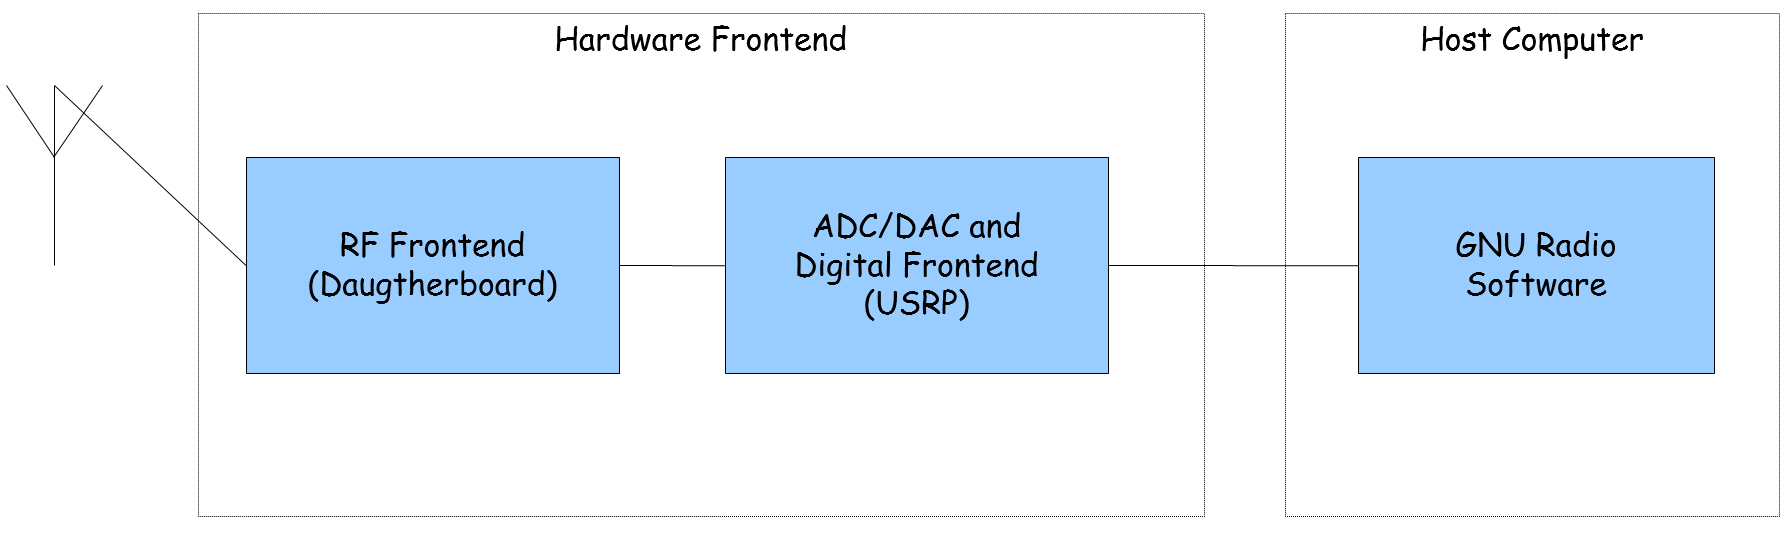 Hardware Frontend
Host Computer
RF Frontend
(Daugtherboard)
ADC/DAC and
Digital Frontend
(USRP)
GNU Radio
Software